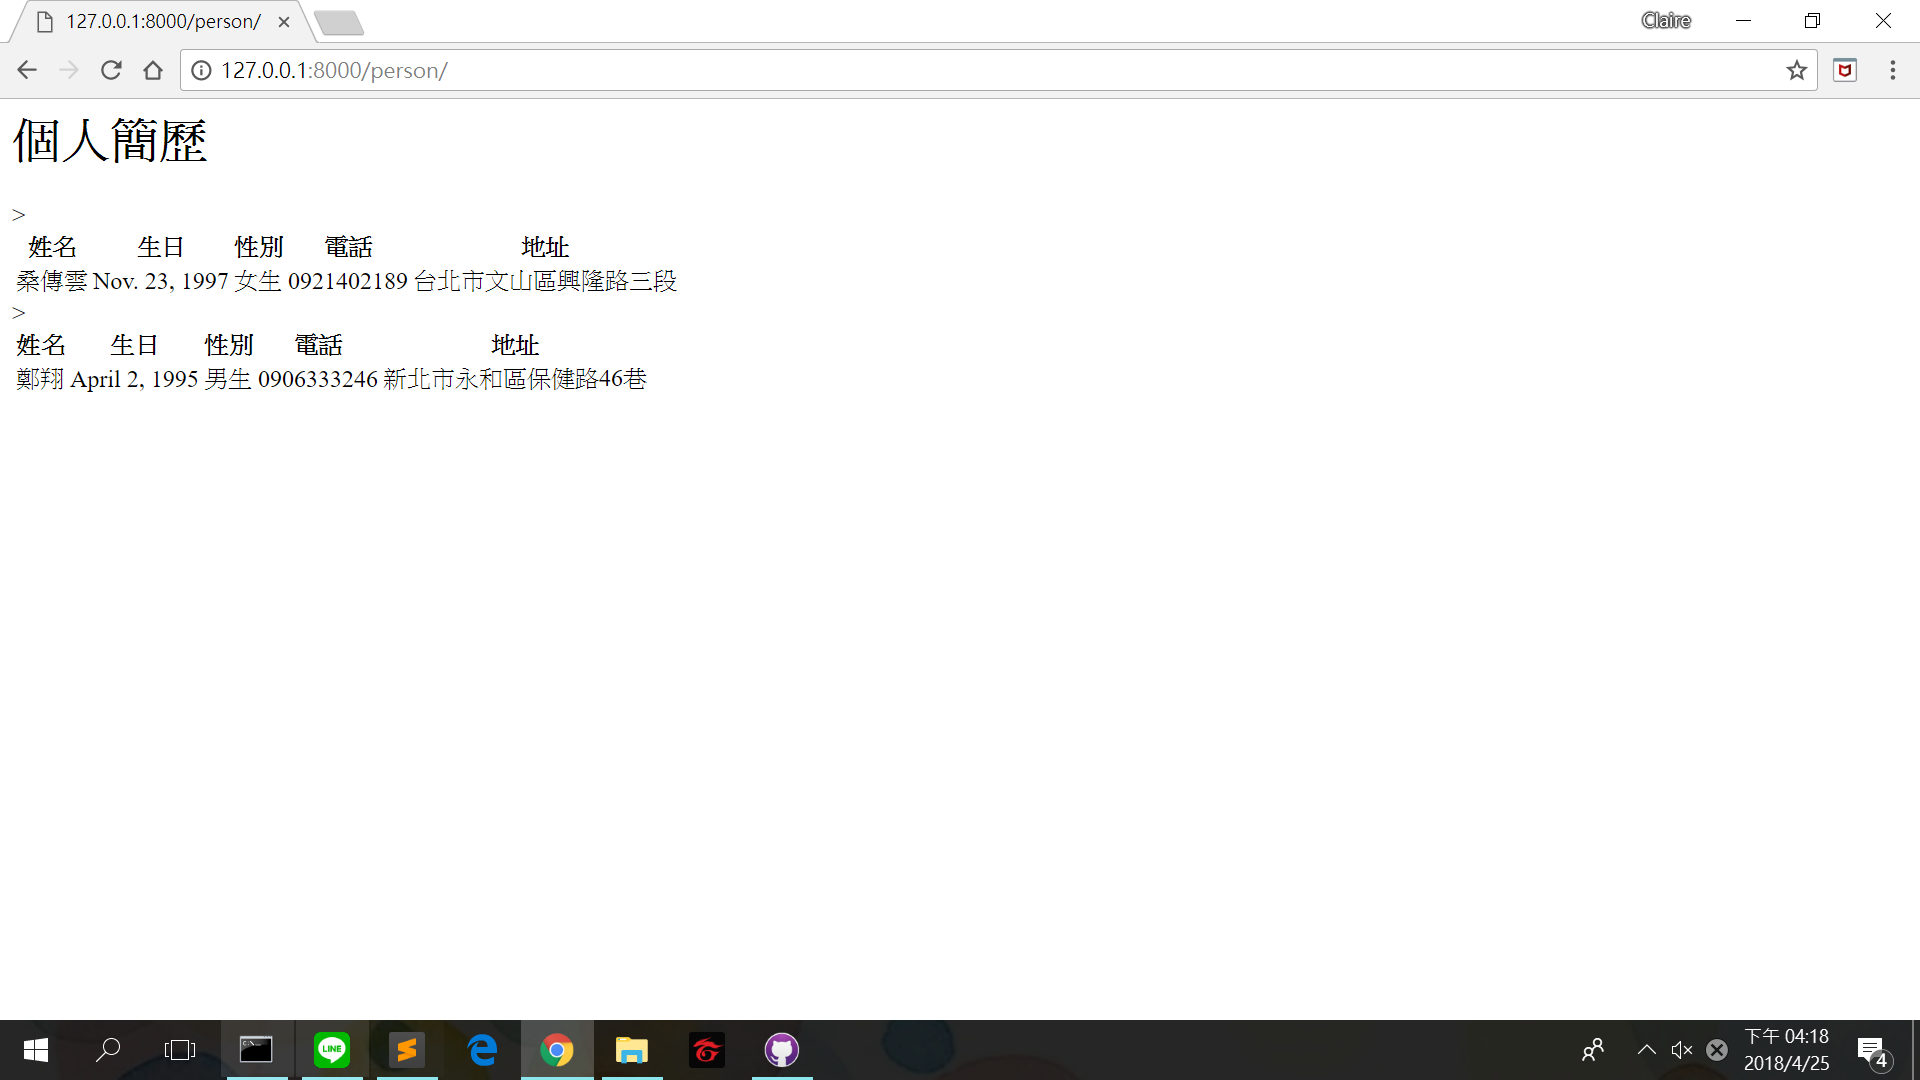 127.0.0.1:8000/person/
Claire
127.0.0.1:8000/person/
個人簡歷
>
姓名 生日 性別 電話 地址
桑傳雲 Nov. 23, 1997 女生 0921402189 台北市文山區興隆路三段
>
姓名 生日 性別 電話 地址
鄭翔 April 2, 1995 男生 0906333246 新北市永和區保健路46巷
C:\_
LINE
下午 04:18
2018/4/25
4